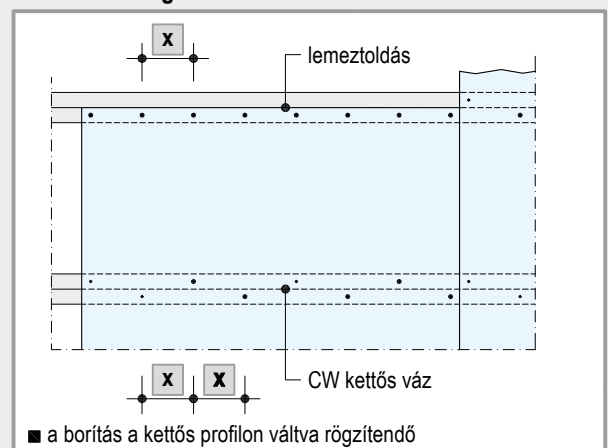 x
lemeztoldás
x x
CW kettős váz
■ a borítás a kettős profilon váltva rögzítendő